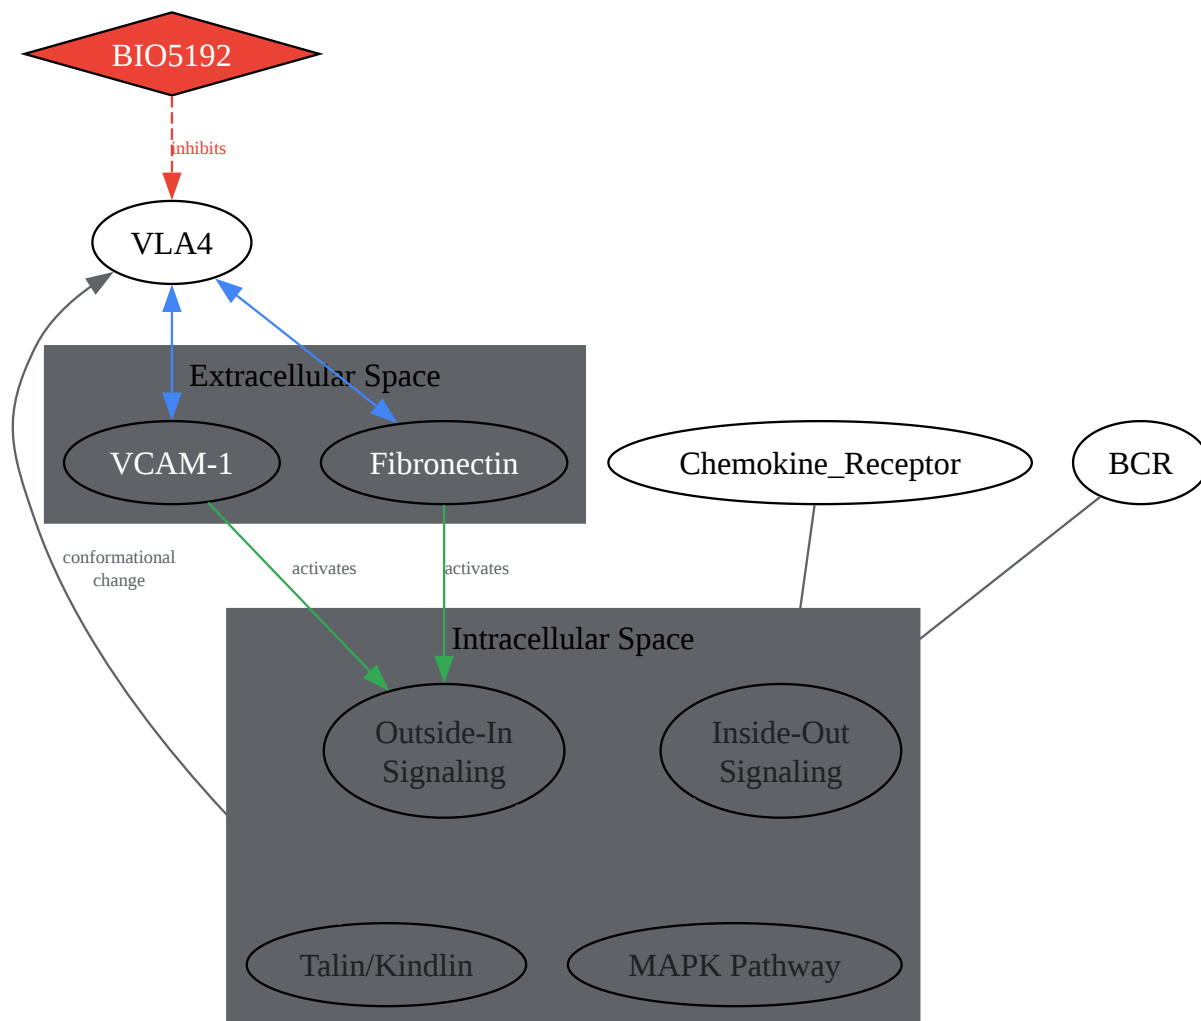 BIO5192
inhibits
VLA4
Extracellular Space
VCAM-1
Fibronectin
Chemokine_Receptor
BCR
conformational
change
activates
activates
Intracellular Space
Outside-In
Signaling
Inside-Out
Signaling
Talin/Kindlin
MAPK Pathway